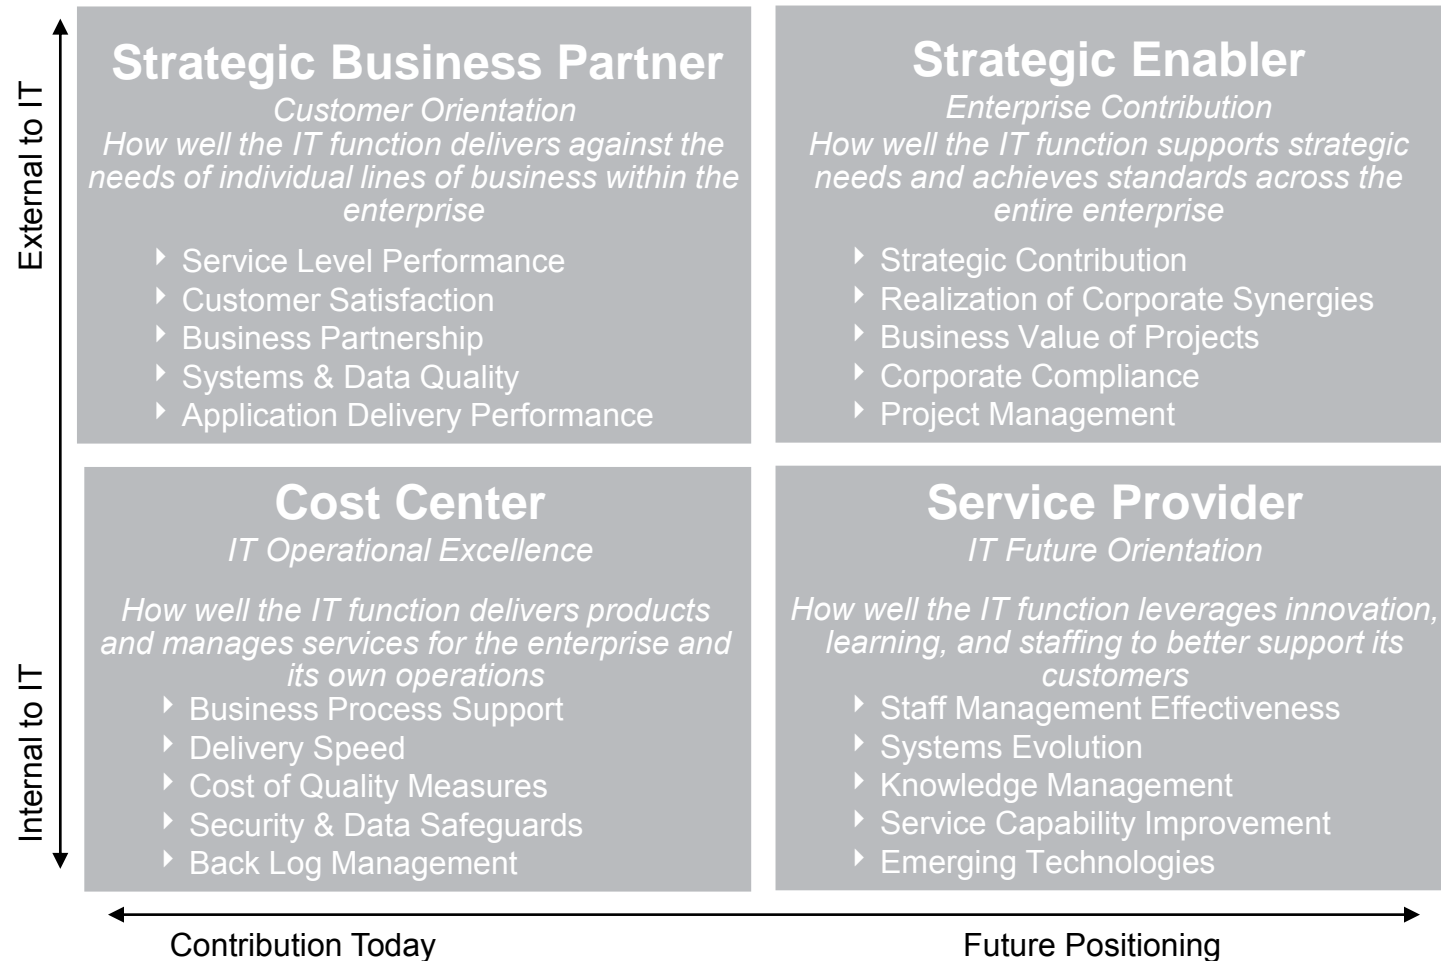 External to IT
Strategic Business Partner
Customer Orientation
How well the IT function delivers against the
needs of individual lines of business within the
enterprise
Service Level Performance
Customer Satisfaction
Business Partnership
Systems & Data Quality
Application Delivery Performance
Strategic Enabler
Enterprise Contribution
How well the IT function supports strategic
needs and achieves standards across the
entire enterprise
Strategic Contribution
Realization of Corporate Synergies
Business Value of Projects
Corporate Compliance
Project Management
Internal to IT
Cost Center
IT Operational Excellence
How well the IT function delivers products
and manages services for the enterprise and
its own operations
Business Process Support
Delivery Speed
Cost of Quality Measures
Security & Data Safeguards
Back Log Management
Service Provider
IT Future Orientation
How well the IT function leverages innovation,
learning, and staffing to better support its
customers
Staff Management Effectiveness
Systems Evolution
Knowledge Management
Service Capability Improvement
Emerging Technologies
Contribution Today
Future Positioning